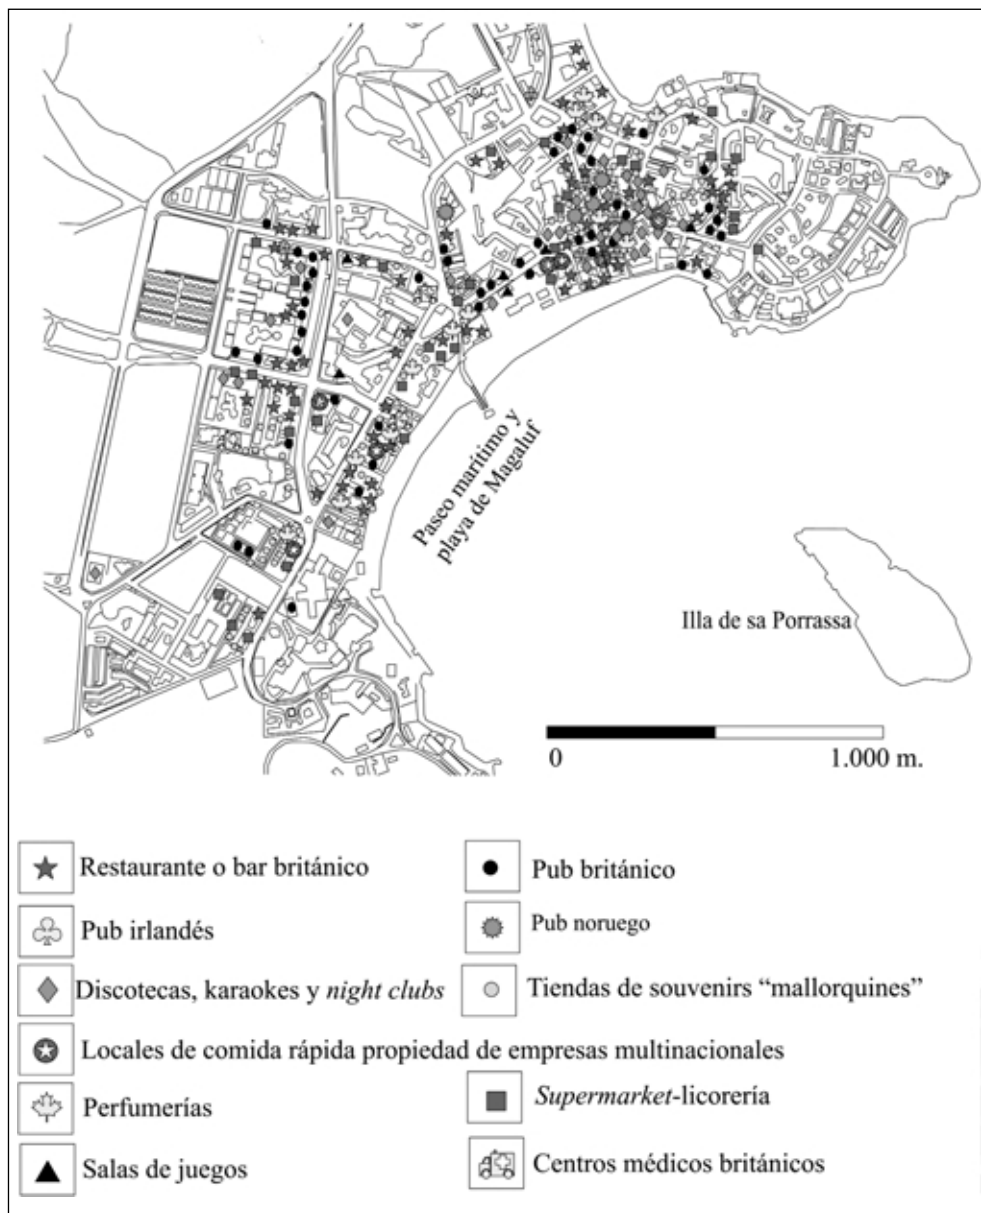 Paseo marítimo y
playa de Magaluf
Illa de sa Porrassa
0 1.000 m.
Restaurante o bar británico
Pub británico
Pub irlandés
Pub noruego
Discotecas, karaokes y night clubs
Tiendas de souvenirs “mallorquines”
Locales de comida rápida propiedad de empresas multinacionales
Perfumerías
Supermarket-licorería
Salas de juegos
Centros médicos británicos